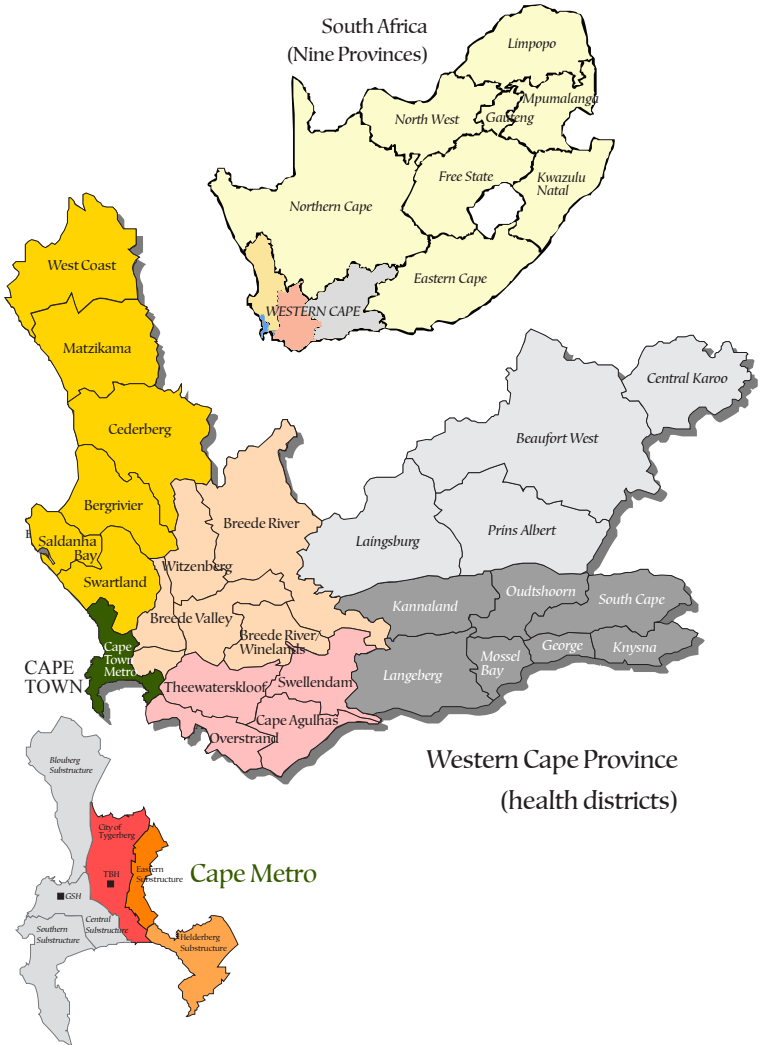 South Africa
(Nine Provinces)
Limpopo
Mpumalanga
North West
Gauteng
Free State
Kwazulu
Natal
Northern Cape
Eastern Cape
WESTERN CAPE
West Coast
Matzikama
Cederberg
Bergrivier
Saldanha
Bay
Swartland
Breede River
Witzenberg
Breede Valley
Breede River/
Winelands
Central Karoo
Beaufort West
Laingsburg
Prins Albert
Kannaland
Oudtshoorn
South Cape
Langeberg
Mossel
Bay
George
Knysna
Cape
Town
Metro
CAPE
TOWN
Theewaterskloof
Swellendam
Cape Agulhas
Overstrand
Western Cape Province
(health districts)
Blouberg
Substructure
City of
Tygerberg
TBH
Eastern
Substructure
Cape Metro
GSH
Southern
Substructure
Central
Substructure
Helderberg
Substructure